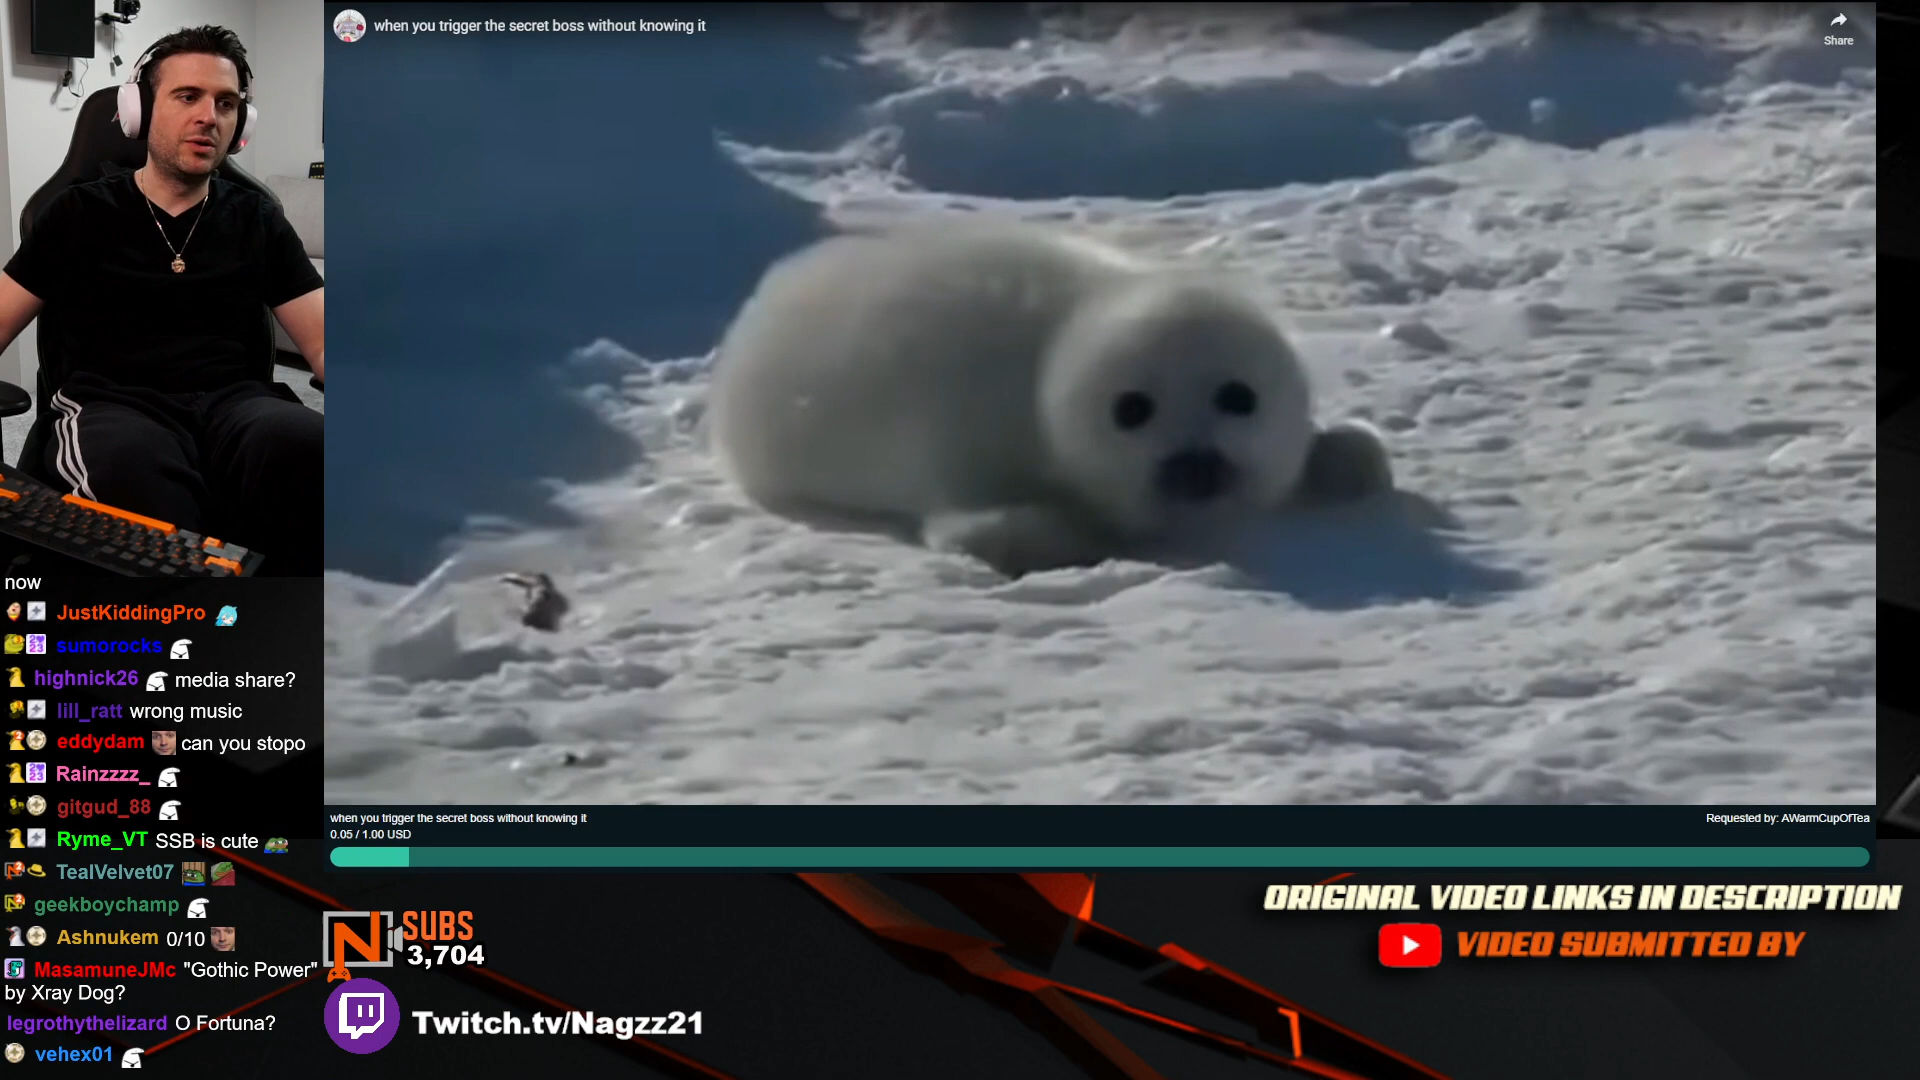 when you trigger the secret boss without knowing it
Share
now
JustKiddingPro
sumorocks
highnick26 media share?
lill_ratt wrong music
eddydam can you stopo
Rainzzzz_
gitgud_88
Ryme_VT SSB is cute
TealVelvet07
geekboychamp
Ashnukem 0/10
MasamuneJMc "Gothic Power"
by Xray Dog?
legrothythelizard O Fortuna?
vehex01
when you trigger the secret boss without knowing it
0.05 / 1.00 USD
Requested by: AWarmCupOfTea
N SUBS
3,704
Twitch.tv/Nagzz21
ORIGINAL VIDEO LINKS IN DESCRIPTION
VIDEO SUBMITTED BY